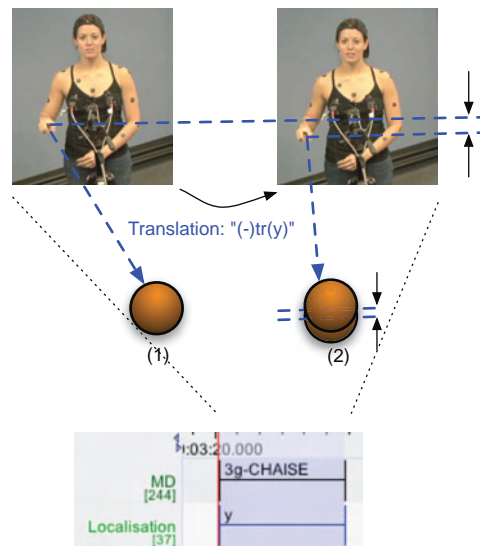 Translation: "(-)tr(y)"
(1)
(2)
:03:20.000
3g-CHAISE
MD
[244]
y
Localisation
[37]